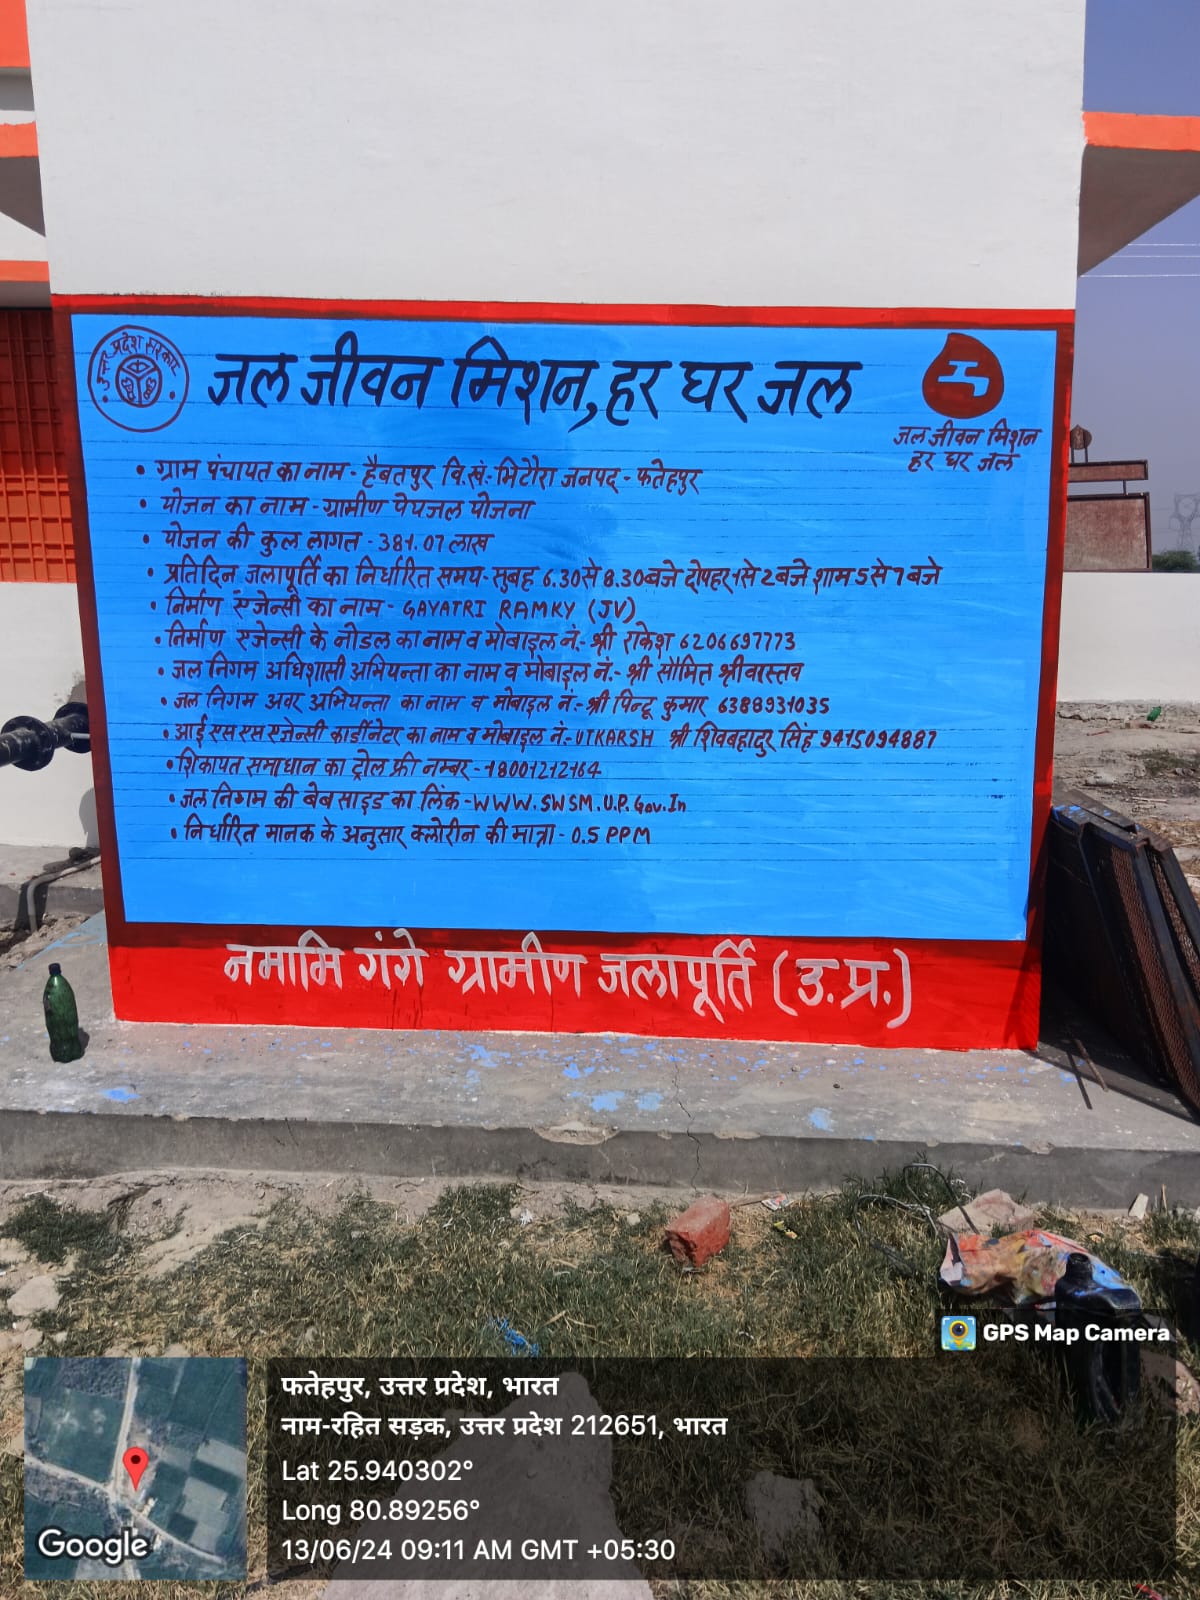 उत्तर प्रदेश सरकार
जल जीवन मिशन, हर घर जल
जल जीवन मिशन
हर घर जल
• ग्राम पंचायत का नाम - हैबतपुर वि.खं:- भिटौरा जनपद - फतेहपुर
• योजन का नाम - ग्रामीण पेयजल योजना
• योजन की कुल लागत - 381.07 लाख
• प्रतिदिन जलापूर्ति का निर्धारित समय - सुबह 6.30 से 8.30 बजे दोपहर 1 से 2 बजे शाम 5 से 7 बजे
• निर्माण एजेन्सी का नाम - GAYATRI RAMKY (JV)
• निर्माण एजेन्सी के नोडल का नाम व मोबाइल नं.- श्री राकेश 6206697773
• जल निगम अधिशासी अभियन्ता का नाम व मोबाइल नं.- श्री सौमित श्रीवास्तव
• जल निगम अवर अभियन्ता का नाम व मोबाइल नं.- श्री पिन्टू कुमार 6388931035
• आई एस एस एजेन्सी कार्डीनेटर का नाम व मोबाइल नं.- UTKARSH श्री शिवबहादुर सिंह 9415094887
• शिकायत समाधान का ट्रोल फ्री नम्बर - 18001212164
• जल निगम की बेब साइड का लिंक - WWW.SWSM.U.P.Gov.In
• निर्धारित मानक के अनुसार क्लोरीन की मात्रा - 0.5 PPM
नमामि गंगे ग्रामीण जलापूर्ति (उ.प्र.)
GPS Map Camera
फतेहपुर, उत्तर प्रदेश, भारत
नाम-रहित सड़क, उत्तर प्रदेश 212651, भारत
Lat 25.940302°
Long 80.89256°
13/06/24 09:11 AM GMT +05:30
Google